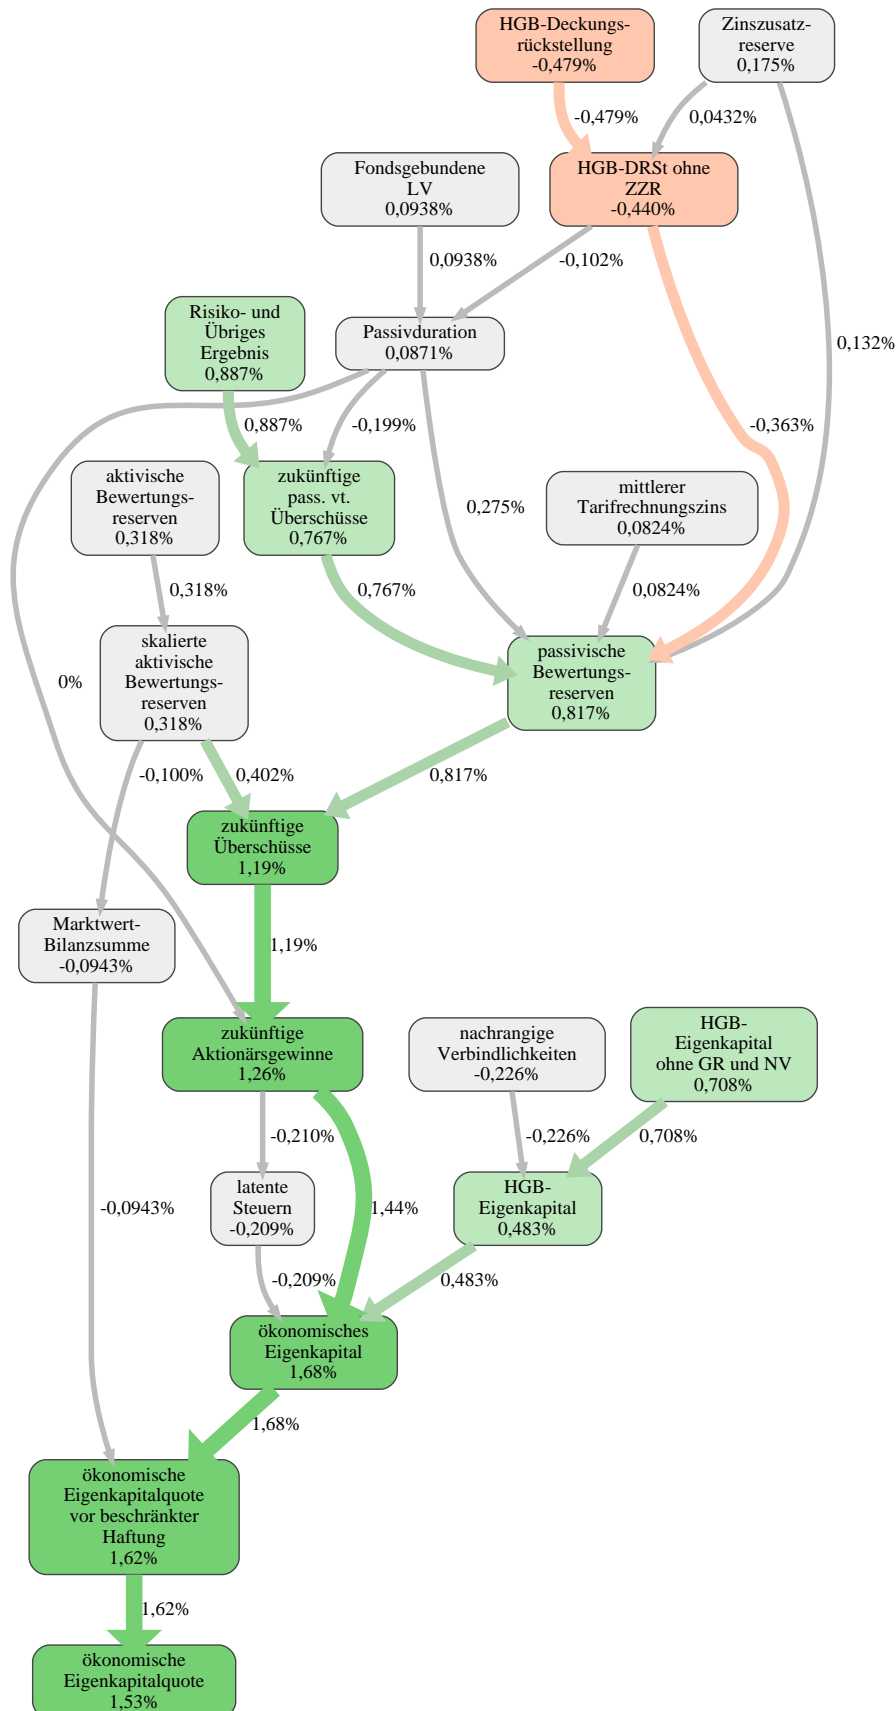 HGB-Deckungs-
rückstellung
-0,479%
Zinszusatz-
reserve
0,175%
-0,479%
0,0432%
Fondsgebundene
LV
0,0938%
HGB-DRSt ohne
ZZR
-0,440%
0,0938%
-0,102%
Risiko- und
Übriges
Ergebnis
0,887%
Passivduration
0,0871%
0,132%
0,887%
-0,199%
-0,363%
aktivische
Bewertungs-
reserven
0,318%
zukünftige
pass. vt.
Überschüsse
0,767%
0,275%
mittlerer
Tarifrechnungszins
0,0824%
0,318%
0,767%
0,0824%
skalierte
aktivische
Bewertungs-
reserven
0,318%
passivische
Bewertungs-
reserven
0,817%
0%
-0,100%
0,402%
0,817%
zukünftige
Überschüsse
1,19%
Marktwert-
Bilanzsumme
-0,0943%
1,19%
zukünftige
Aktionärsgewinne
1,26%
nachrangige
Verbindlichkeiten
-0,226%
HGB-
Eigenkapital
ohne GR und NV
0,708%
-0,210%
-0,226%
0,708%
latente
Steuern
-0,209%
HGB-
Eigenkapital
0,483%
-0,0943%
1,44%
-0,209%
0,483%
ökonomisches
Eigenkapital
1,68%
1,68%
ökonomische
Eigenkapitalquote
vor beschränkter
Haftung
1,62%
1,62%
ökonomische
Eigenkapitalquote
1,53%